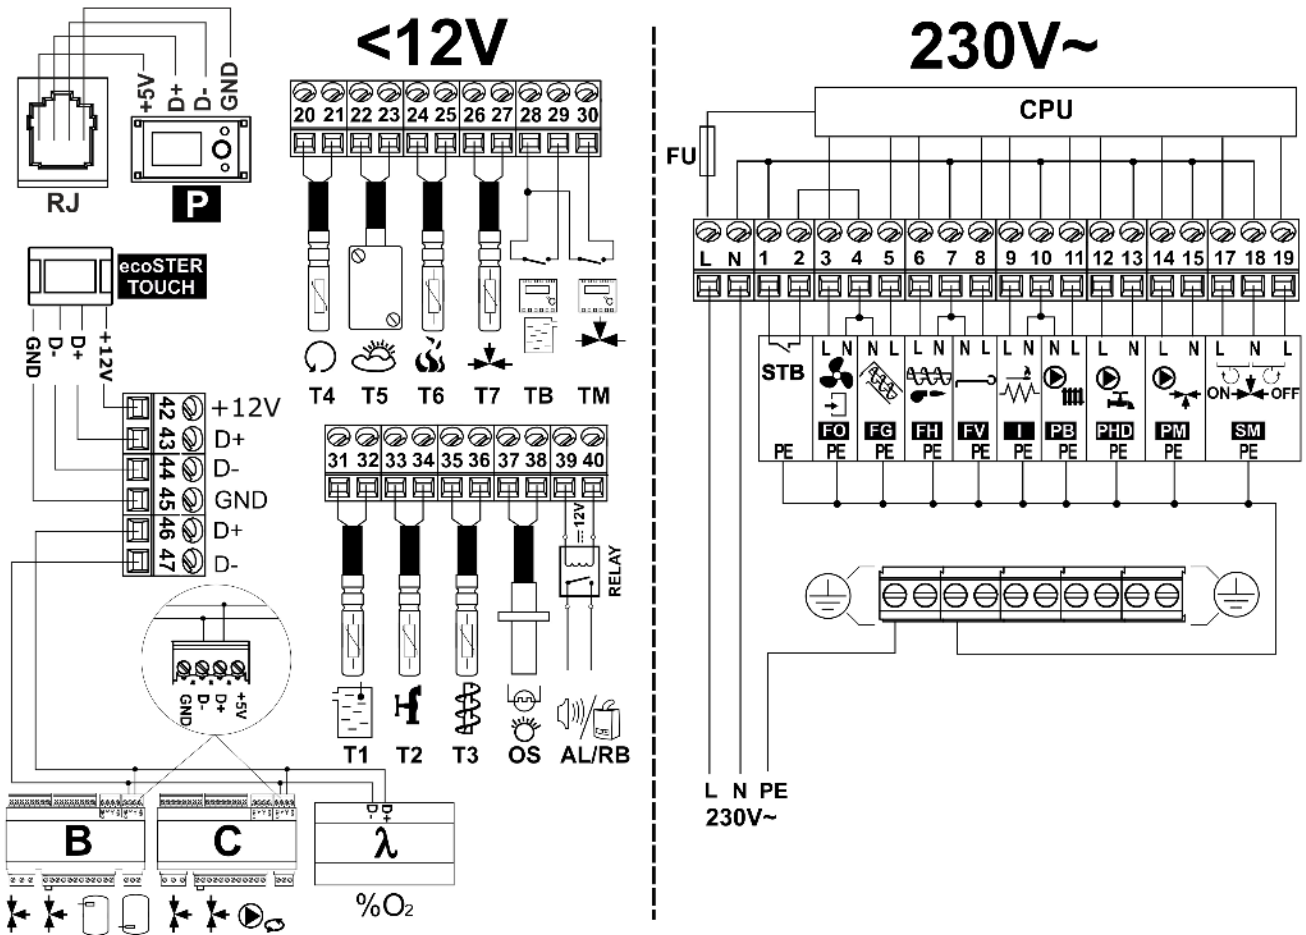 <12V
230V~
+5V
D+
D-
GND
RJ
P
20 21 22 23 24 25 26 27 28 29 30
T4 T5 T6 T7 TB TM
°C
°C
ecoSTER
TOUCH
GND
D-
D+
+12V
42 +12V
43 D+
44 D-
45 GND
46 D+
47 D-
31 32 33 34 35 36 37 38 39 40
12V
RELAY
T1 T2 T3 OS AL/RB
GND
D-
D+
+5V
B
C
D-
D+
λ
%O₂
CPU
FU
L N 1 2 3 4 5 6 7 8 9 10 11 12 13 14 15 17 18 19
L N N L L N N L L N L L N L N L N L
STB
ON OFF
FO FG FH FV I PB PHD PM SM
PE PE PE PE PE PE PE PE PE
L N PE
230V~